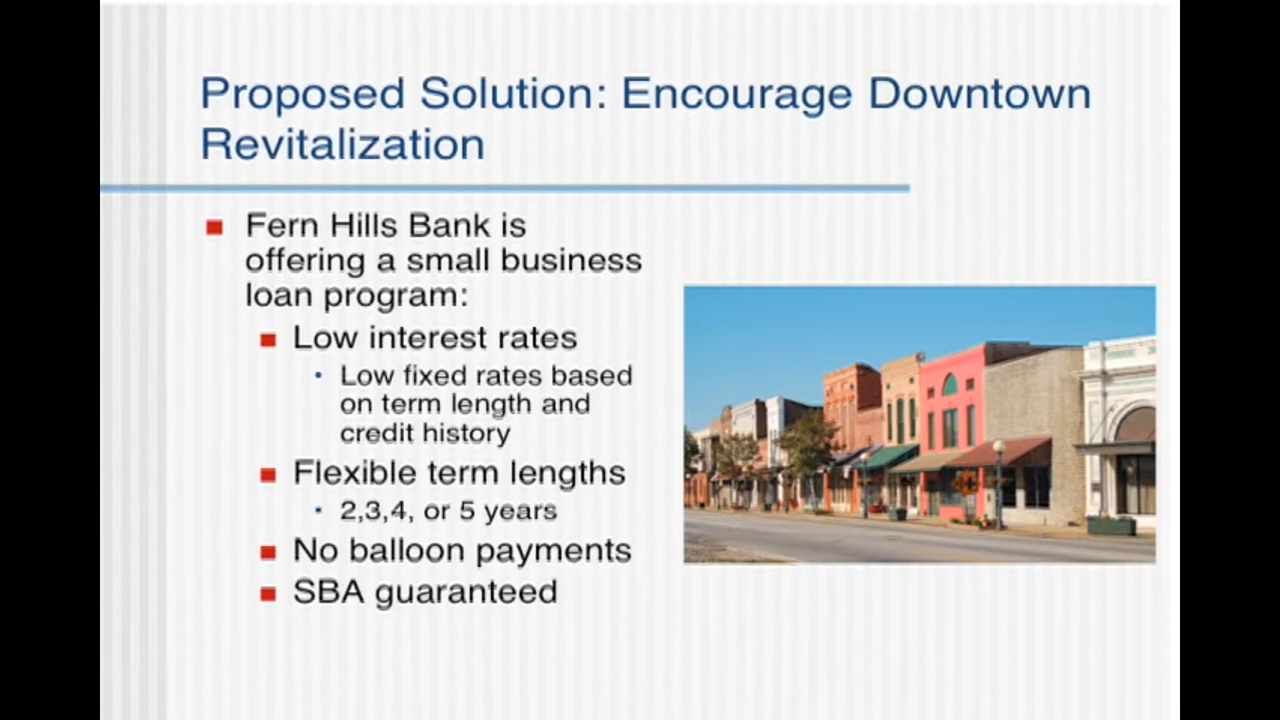 Proposed Solution: Encourage Downtown
Revitalization
Fern Hills Bank is
offering a small business
loan program:
Low interest rates
Low fixed rates based
on term length and
credit history
Flexible term lengths
2,3,4, or 5 years
No balloon payments
SBA guaranteed